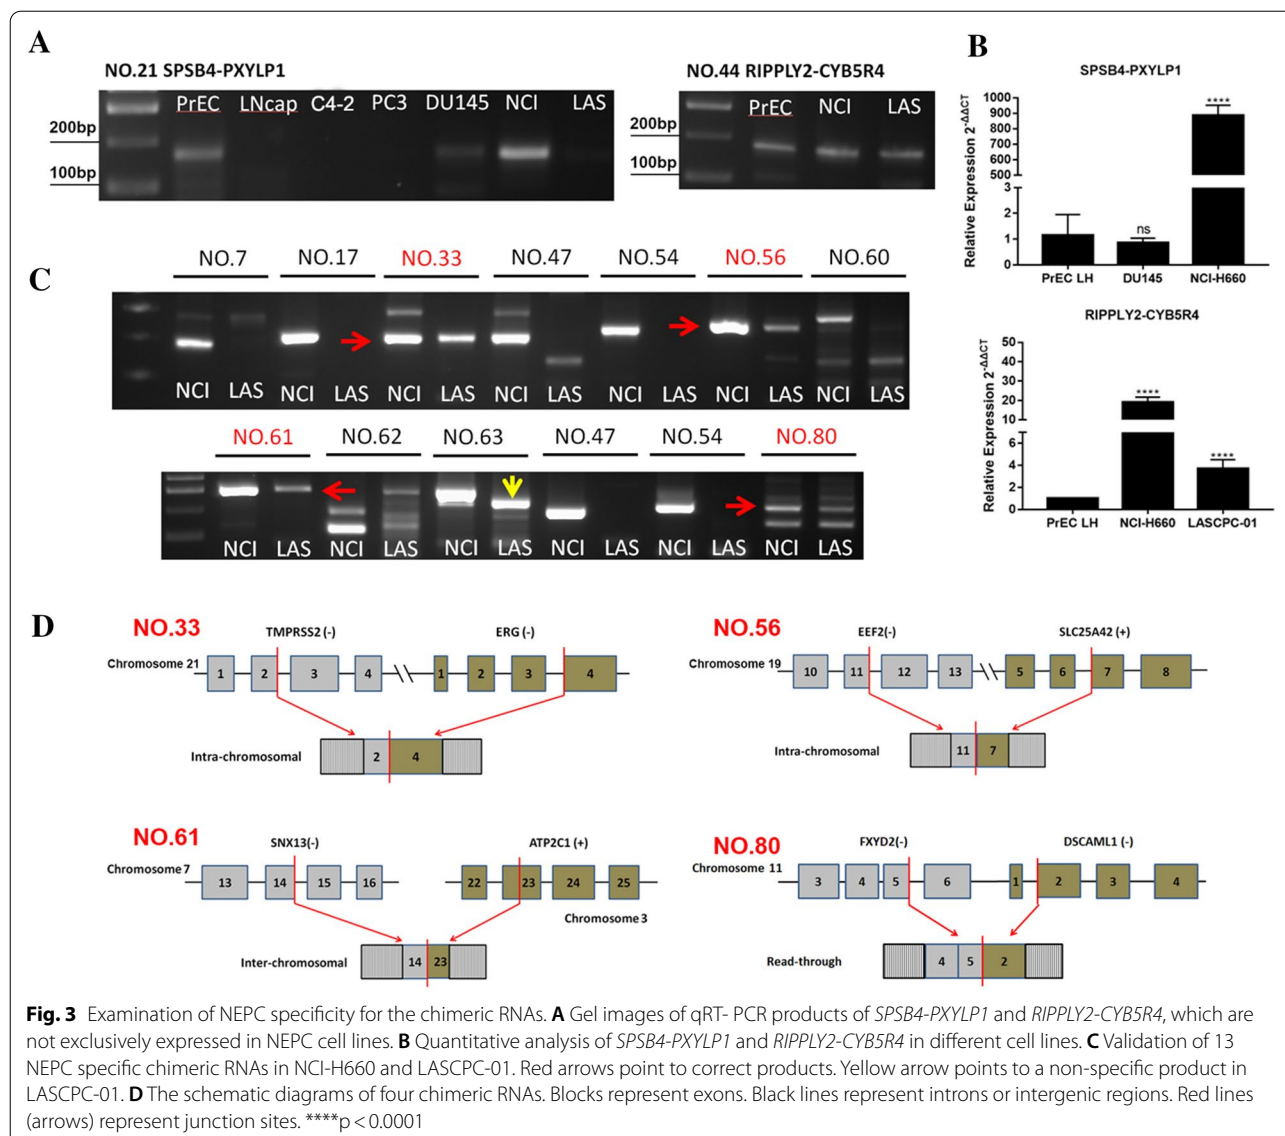 A
NO.21 SPSB4-PXYLP1
PrEC LNcap C4-2 PC3 DU145 NCI LAS
200bp
100bp
NO.44 RIPPLY2-CYB5R4
PrEC NCI LAS
200bp
100bp
B
SPSB4-PXYLP1
Relative Expression 2^-ΔΔCT
1000
900
800
700
600
500
3
2
1
0
ns
****
PrEC LH DU145 NCI-H660
RIPPLY2-CYB5R4
Relative Expression 2^-ΔΔCT
50
40
30
20
10
6
4
2
0
****
****
PrEC LH NCI-H660 LASCPC-01
C
NO.7 NO.17 NO.33 NO.47 NO.54 NO.56 NO.60
NCI LAS NCI LAS NCI LAS NCI LAS NCI LAS NCI LAS NCI LAS
NO.61 NO.62 NO.63 NO.47 NO.54 NO.80
NCI LAS NCI LAS NCI LAS NCI LAS NCI LAS NCI LAS
D
NO.33
TMPRSS2 (-) ERG (-)
Chromosome 21
1 2 3 4 1 2 3 4
Intra-chromosomal
2 4
NO.56
EEF2(-) SLC25A42 (+)
Chromosome 19
10 11 12 13 5 6 7 8
Intra-chromosomal
11 7
NO.61
SNX13(-) ATP2C1 (+)
Chromosome 7
13 14 15 16 22 23 24 25
Chromosome 3
Inter-chromosomal
14 23
NO.80
FXYD2(-) DSCAML1 (-)
Chromosome 11
3 4 5 6 1 2 3 4
Read-through
4 5 2
Fig. 3 Examination of NEPC specificity for the chimeric RNAs. A Gel images of qRT- PCR products of SPSB4-PXYLP1 and RIPPLY2-CYB5R4, which are
not exclusively expressed in NEPC cell lines. B Quantitative analysis of SPSB4-PXYLP1 and RIPPLY2-CYB5R4 in different cell lines. C Validation of 13
NEPC specific chimeric RNAs in NCI-H660 and LASCPC-01. Red arrows point to correct products. Yellow arrow points to a non-specific product in
LASCPC-01. D The schematic diagrams of four chimeric RNAs. Blocks represent exons. Black lines represent introns or intergenic regions. Red lines
(arrows) represent junction sites. ****p < 0.0001